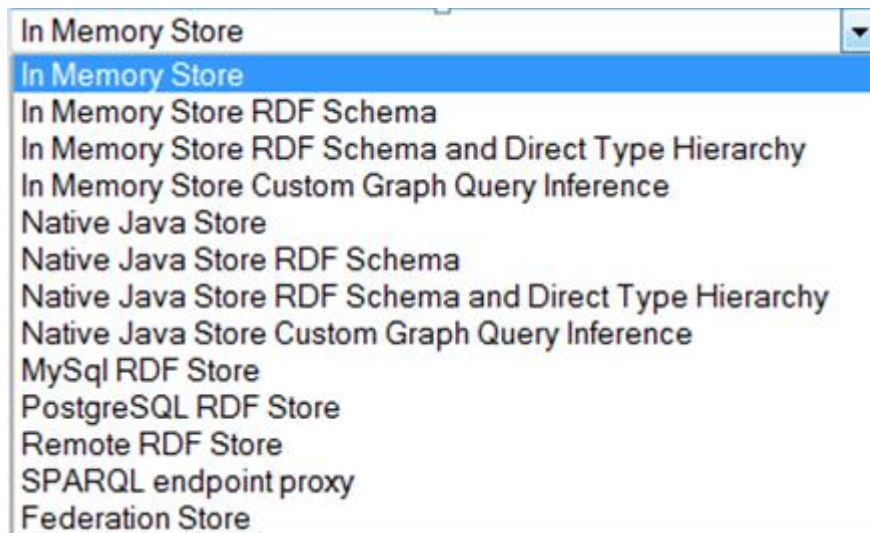 In Memory Store
In Memory Store
In Memory Store RDF Schema
In Memory Store RDF Schema and Direct Type Hierarchy
In Memory Store Custom Graph Query Inference
Native Java Store
Native Java Store RDF Schema
Native Java Store RDF Schema and Direct Type Hierarchy
Native Java Store Custom Graph Query Inference
MySql RDF Store
PostgreSQL RDF Store
Remote RDF Store
SPARQL endpoint proxy
Federation Store